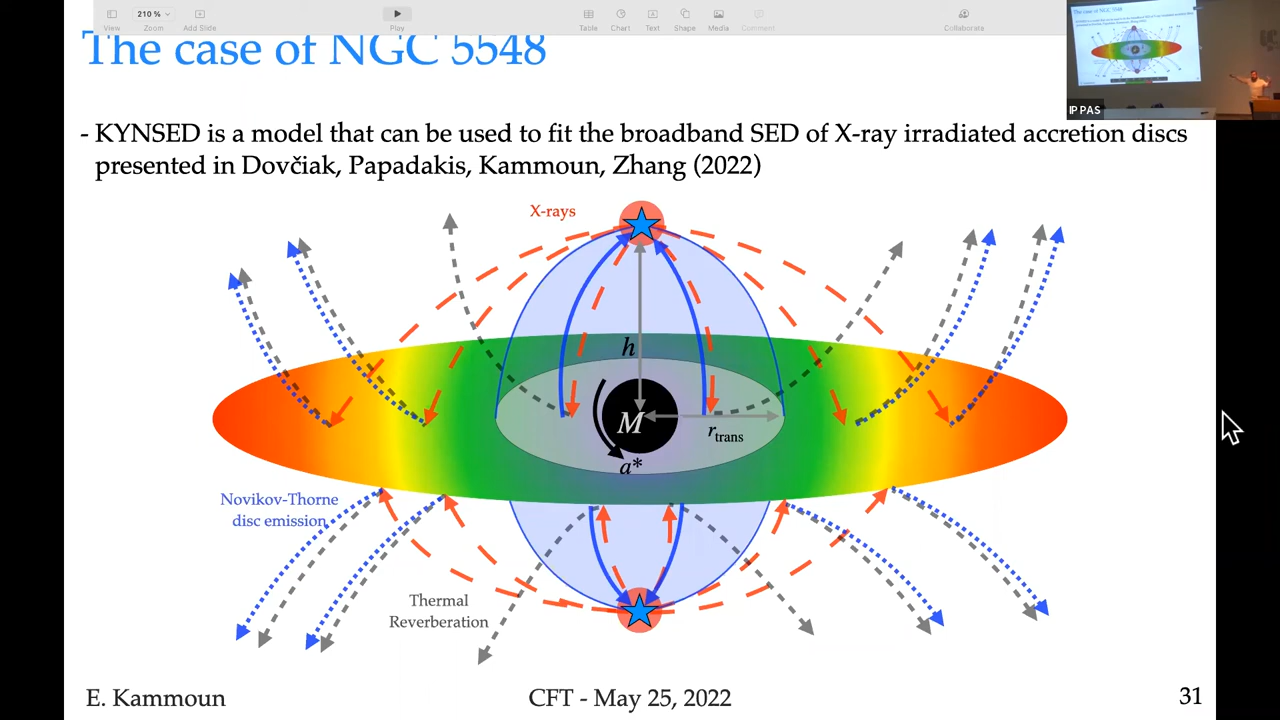 210 %
View
Zoom
Add Slide
Play
Table
Chart
Text
Shape
Media
Comment
Collaborate
The case of NGC 5548
IP PAS
- KYNSED is a model that can be used to fit the broadband SED of X-ray irradiated accretion discs
presented in Dovčiak, Papadakis, Kammoun, Zhang (2022)
X-rays
h
M
r_trans
a*
Novikov-Thorne
disc emission
Thermal
Reverberation
E. Kammoun
CFT - May 25, 2022
31